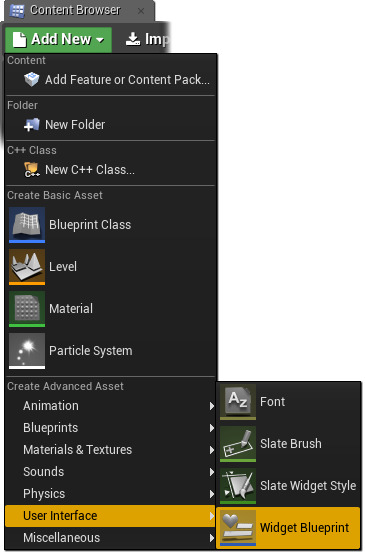 Content Browser
Add New
Content
Add Feature or Content Pack...
Folder
New Folder
C++ Class
New C++ Class...
Create Basic Asset
Blueprint Class
Level
Material
Particle System
Create Advanced Asset
Animation
Blueprints
Materials & Textures
Sounds
Physics
User Interface
Miscellaneous
Font
Slate Brush
Slate Widget Style
Widget Blueprint